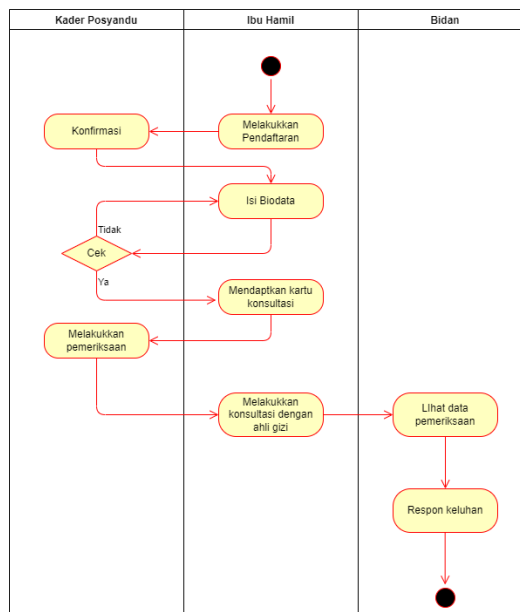 Kader Posyandu
Ibu Hamil
Bidan
Konfirmasi
Melakukkan
Pendaftaran
Isi Biodata
Tidak
Cek
Ya
Mendaptkan kartu
konsultasi
Melakukkan
pemeriksaan
Melakukkan
konsultasi dengan
ahli gizi
LIhat data
pemeriksaan
Respon keluhan